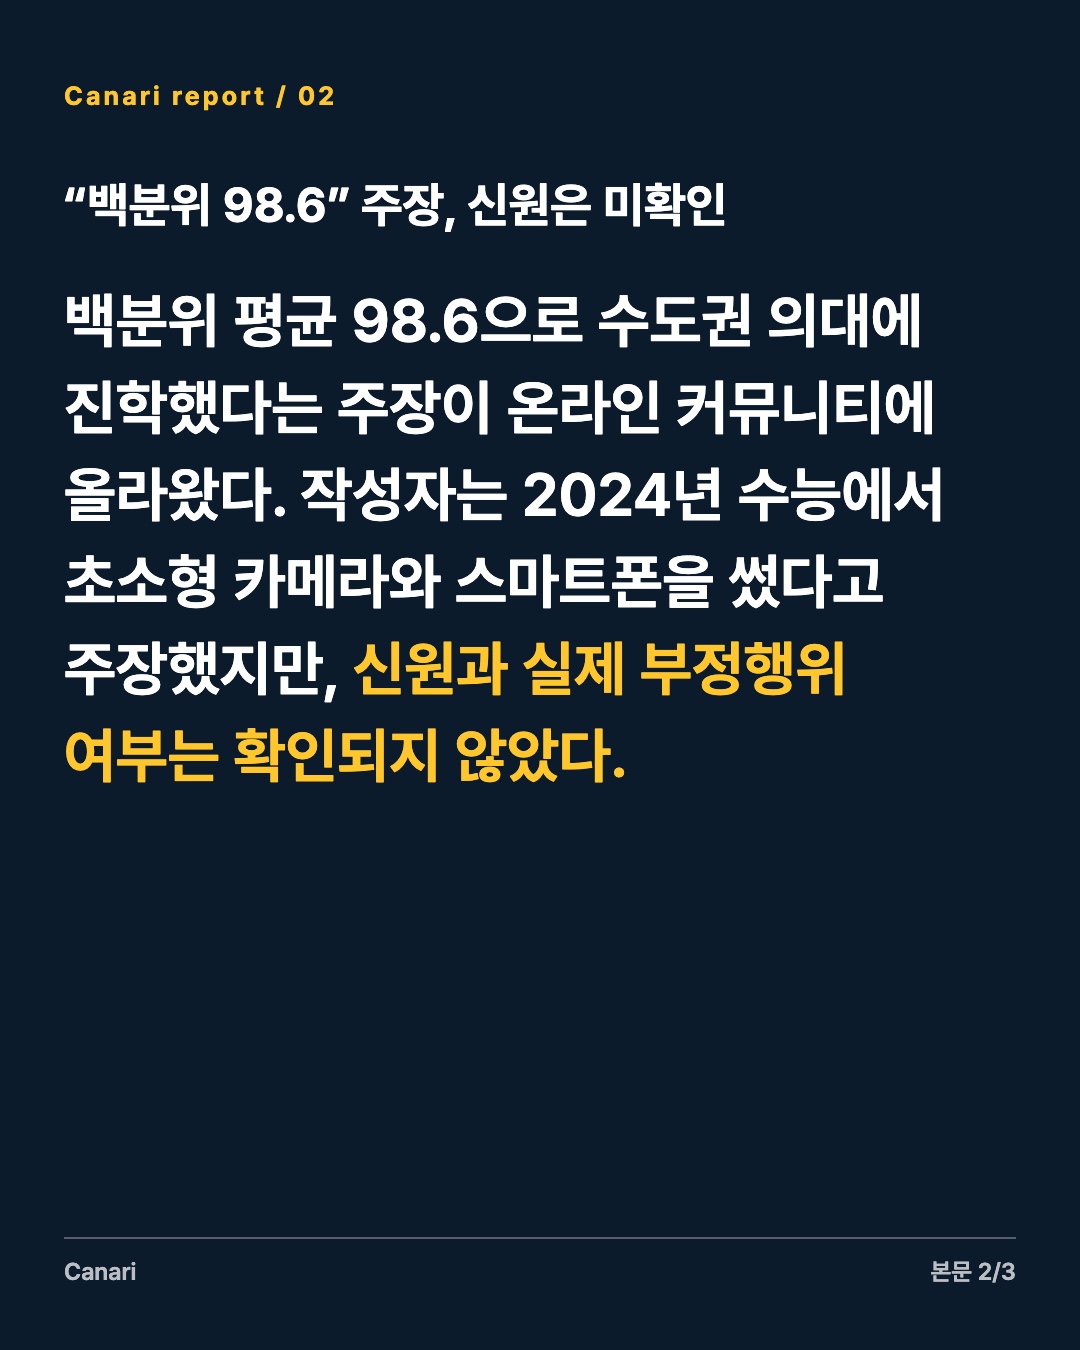 Canari report / 02
“백분위 98.6” 주장, 신원은 미확인
백분위 평균 98.6으로 수도권 의대에
진학했다는 주장이 온라인 커뮤니티에
올라왔다. 작성자는 2024년 수능에서
초소형 카메라와 스마트폰을 썼다고
주장했지만, 신원과 실제 부정행위
여부는 확인되지 않았다.
Canari
본문 2/3